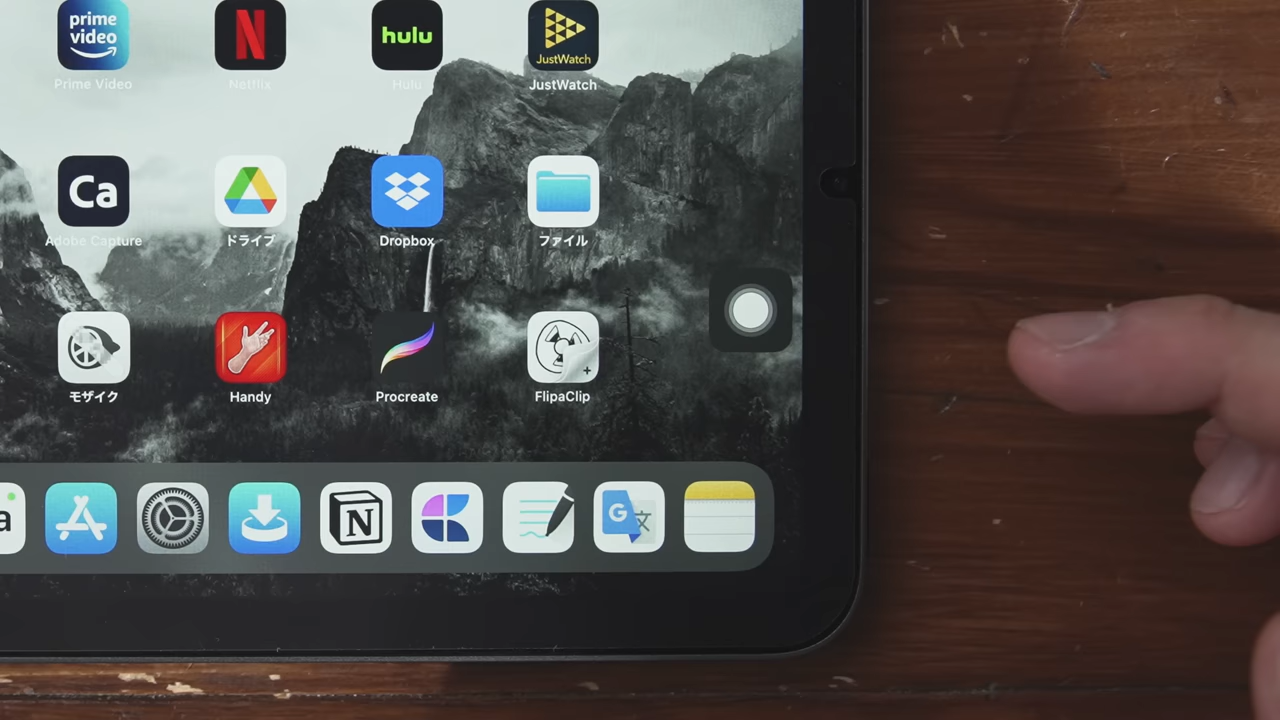 prime
video
N
hulu
JustWatch
Prime Video
Netflix
Hulu
JustWatch
Ca
Adobe Capture
ドライブ
Dropbox
ファイル
モザイク
Handy
Procreate
FlipaClip
a
N
G
文